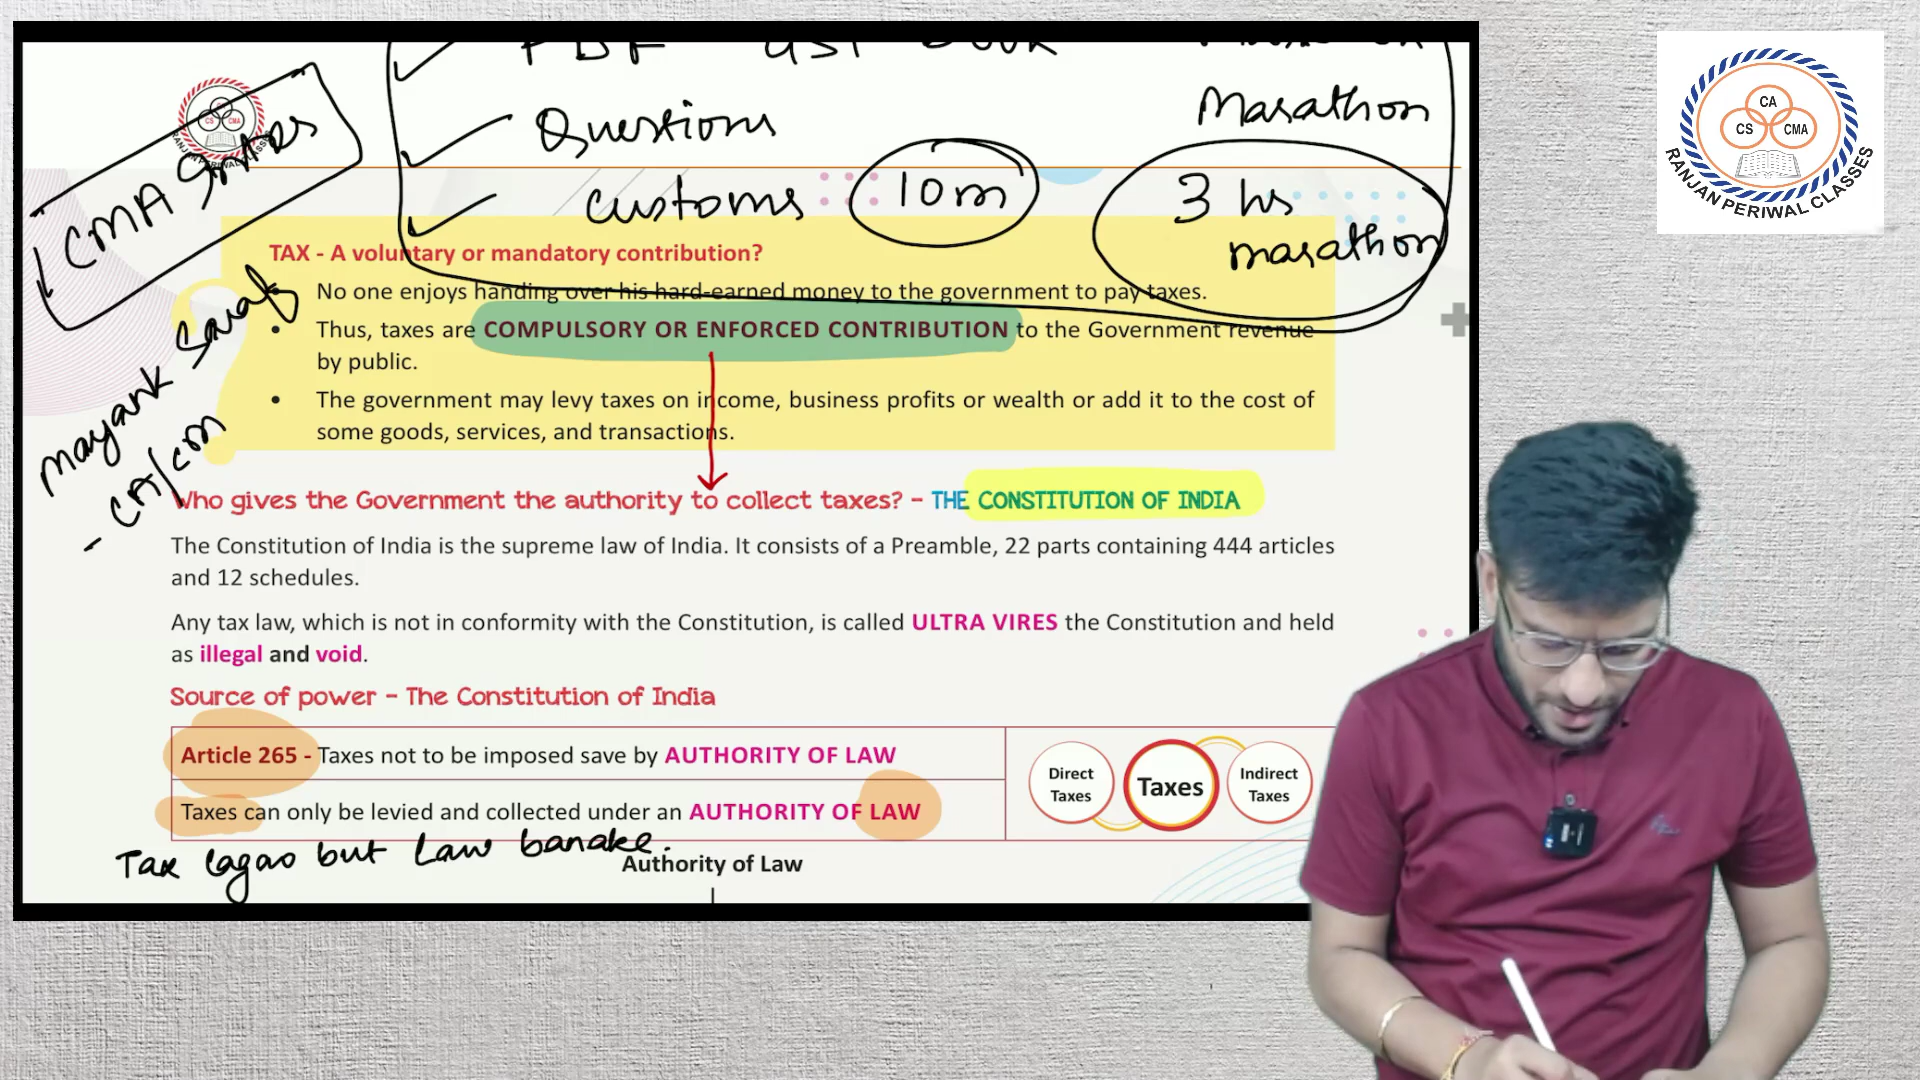 Questions
Marathon
Customs
10m
3 hs
marathon
CMA Inter
Mayank Saraf
- CA/CM
CA
CS
CMA
RANJAN PERIWAL CLASSES
TAX - A voluntary or mandatory contribution?
• No one enjoys handing over his hard-earned money to the government to pay taxes.
• Thus, taxes are COMPULSORY OR ENFORCED CONTRIBUTION to the Government revenue
by public.
• The government may levy taxes on income, business profits or wealth or add it to the cost of
some goods, services, and transactions.
Who gives the Government the authority to collect taxes? - THE CONSTITUTION OF INDIA
The Constitution of India is the supreme law of India. It consists of a Preamble, 22 parts containing 444 articles
and 12 schedules.
Any tax law, which is not in conformity with the Constitution, is called ULTRA VIRES the Constitution and held
as illegal and void.
Source of power - The Constitution of India
Article 265 - Taxes not to be imposed save by AUTHORITY OF LAW
Taxes can only be levied and collected under an AUTHORITY OF LAW
Direct
Taxes
Taxes
Indirect
Taxes
Tax lagao but Law banake.
Authority of Law